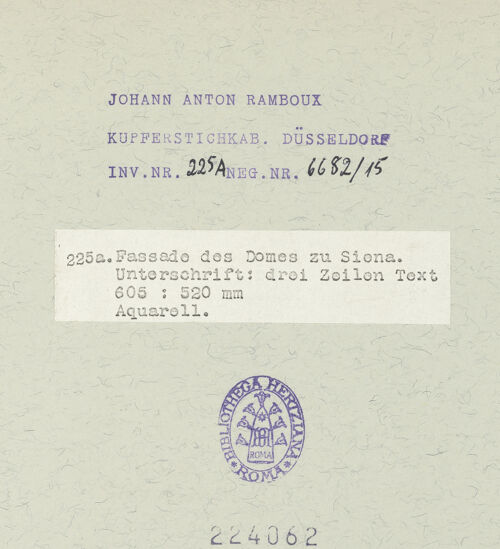 JOHANN ANTON RAMBOUX
KUPFERSTICHKAB. DÜSSELDORF
INV.NR. 225A NEG.NR. 6682/15
225a. Fassade des Domes zu Siena.
Unterschrift: drei Zeilen Text
605 : 520 mm
Aquarell.
BIBLIOTHECA HERTZIANA
ROMA
ROMA
224062